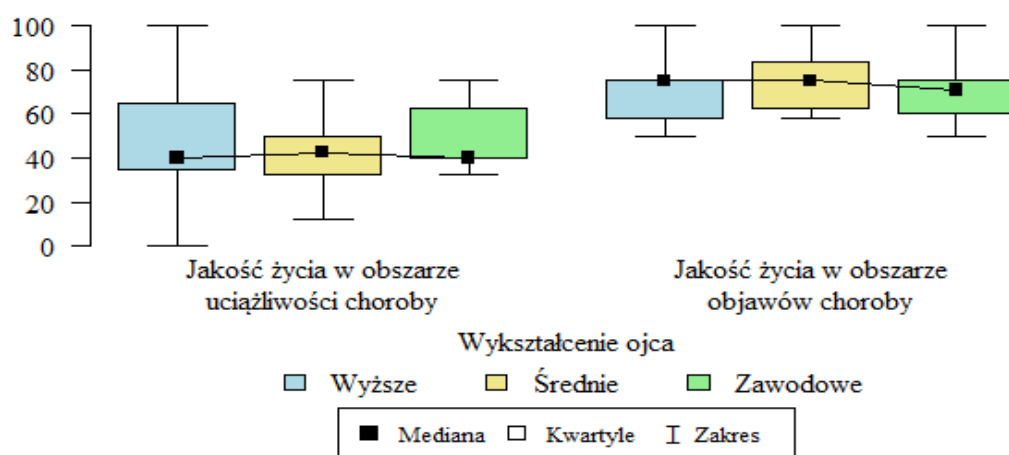 100
80
60
40
20
0
Jakość życia w obszarze
uciążliwości choroby
Jakość życia w obszarze
objawów choroby
Wykształcenie ojca
Wyższe Średnie Zawodowe
Mediana Kwartyle Zakres